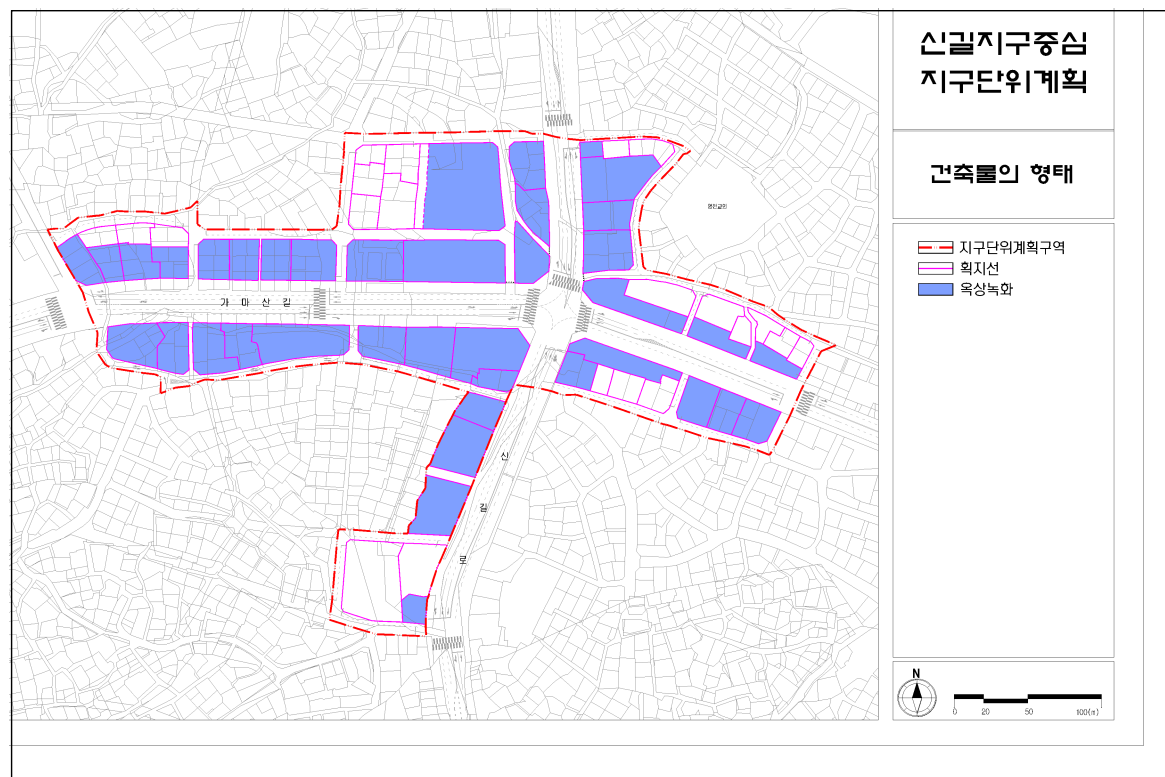 신길지구중심
지구단위계획
건축물의 형태
지구단위계획구역
획지선
옥상녹화
가 마 산 길
신
길
로
N
0 20 50 100(m)